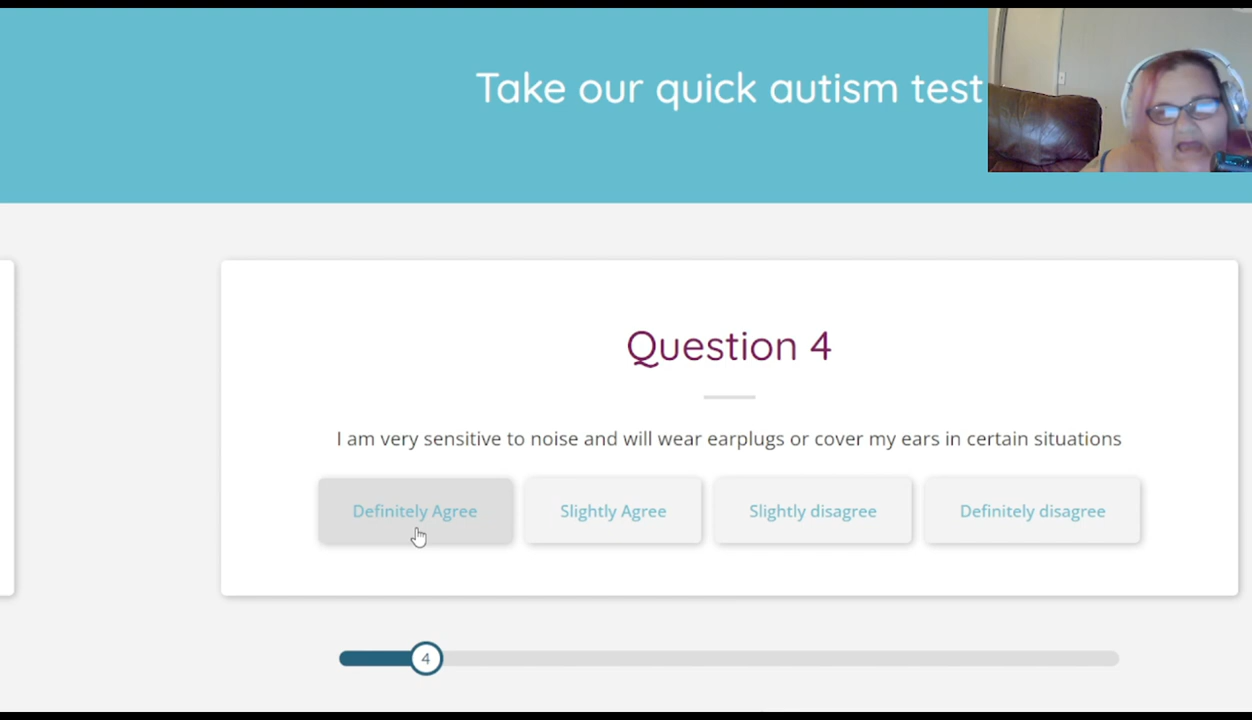 Take our quick autism test
Question 4
I am very sensitive to noise and will wear earplugs or cover my ears in certain situations
Definitely Agree
Slightly Agree
Slightly disagree
Definitely disagree
4